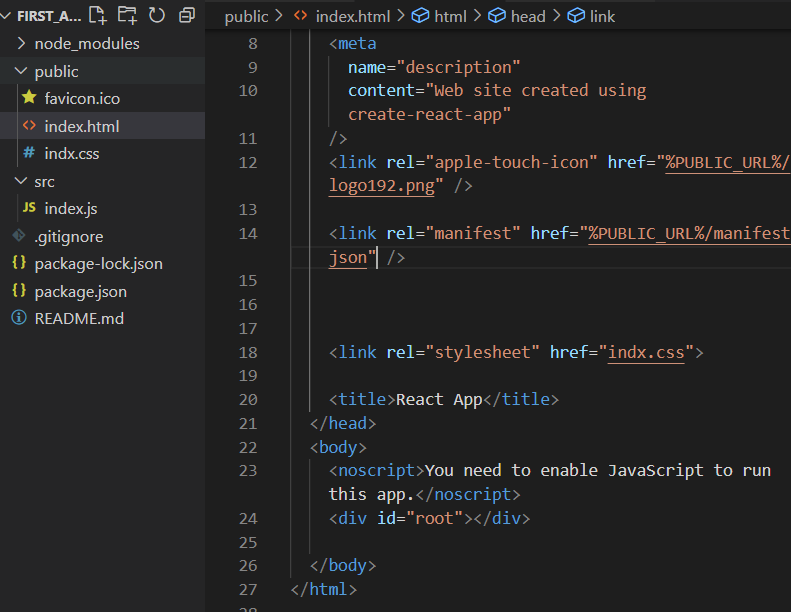 FIRST_A...
node_modules
public
favicon.ico
index.html
# indx.css
src
JS index.js
.gitignore
{} package-lock.json
{} package.json
README.md
public > <> index.html > html > head > link
8 <meta
9 name="description"
10 content="Web site created using
create-react-app"
11 />
12 <link rel="apple-touch-icon" href="%PUBLIC_URL%/
logo192.png" />
13
14 <link rel="manifest" href="%PUBLIC_URL%/manifest
json" />
15
16
17
18 <link rel="stylesheet" href="indx.css">
19
20 <title>React App</title>
21 </head>
22 <body>
23 <noscript>You need to enable JavaScript to run
this app.</noscript>
24 <div id="root"></div>
25
26 </body>
27 </html>
28